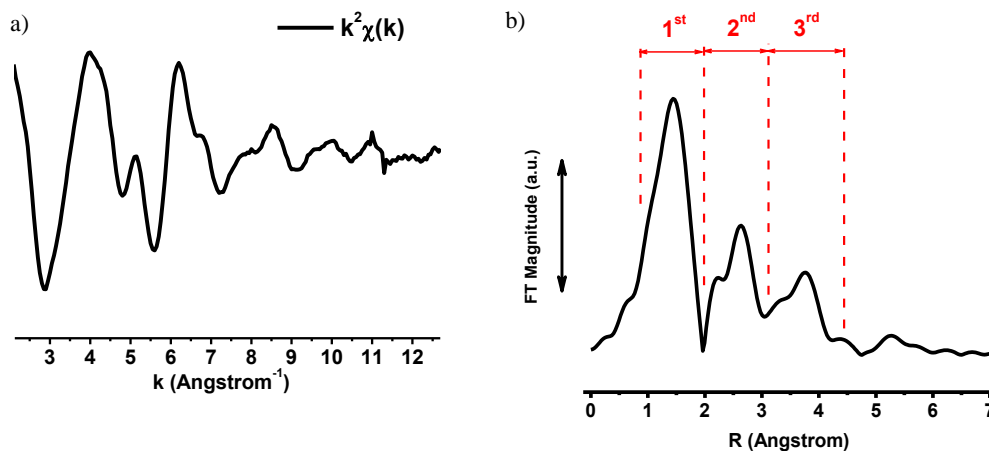 a)
k²χ(k)
3 4 5 6 7 8 9 10 11 12
k (Angstrom⁻¹)
b)
1ˢᵗ 2ⁿᵈ 3ʳᵈ
FT Magnitude (a.u.)
0 1 2 3 4 5 6 7
R (Angstrom)